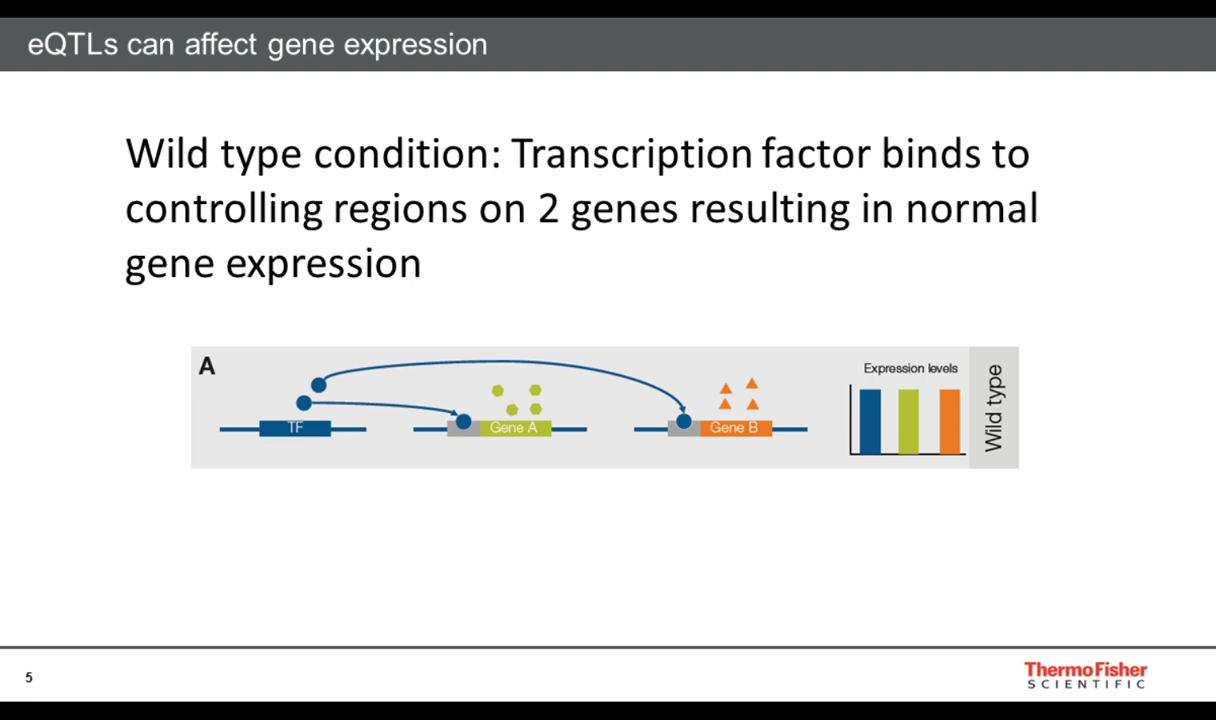 eQTLs can affect gene expression
Wild type condition: Transcription factor binds to
controlling regions on 2 genes resulting in normal
gene expression
A
Expression levels
Wild type
TF
Gene A
Gene B
5
ThermoFisher
SCIENTIFIC